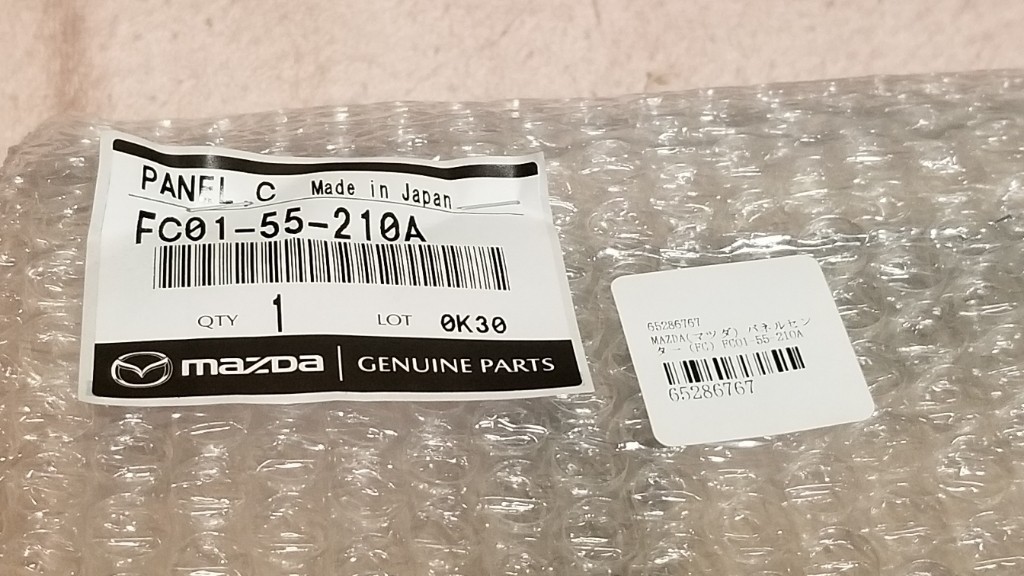 PANEL C Made in Japan
FC01-55-210A
QTY 1 LOT 0K30
mazda GENUINE PARTS
65286767
MAZDA(マツダ) パネルセン
ター (FC) FC01-55-210A
65286767